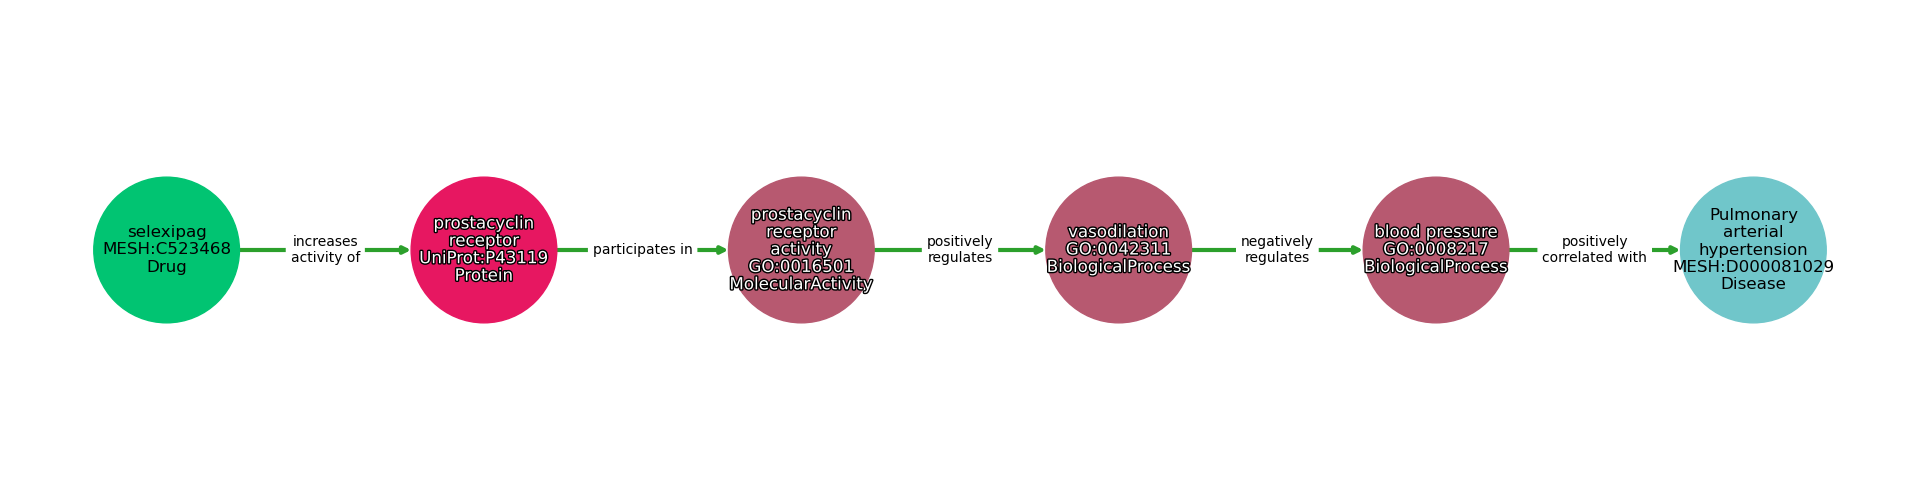 selexipag
MESH:C523468
Drug
increases
activity of
prostacyclin
receptor
UniProt:P43119
Protein
participates in
prostacyclin
receptor
activity
GO:0016501
MolecularActivity
positively
regulates
vasodilation
GO:0042311
BiologicalProcess
negatively
regulates
blood pressure
GO:0008217
BiologicalProcess
positively
correlated with
Pulmonary
arterial
hypertension
MESH:D000081029
Disease